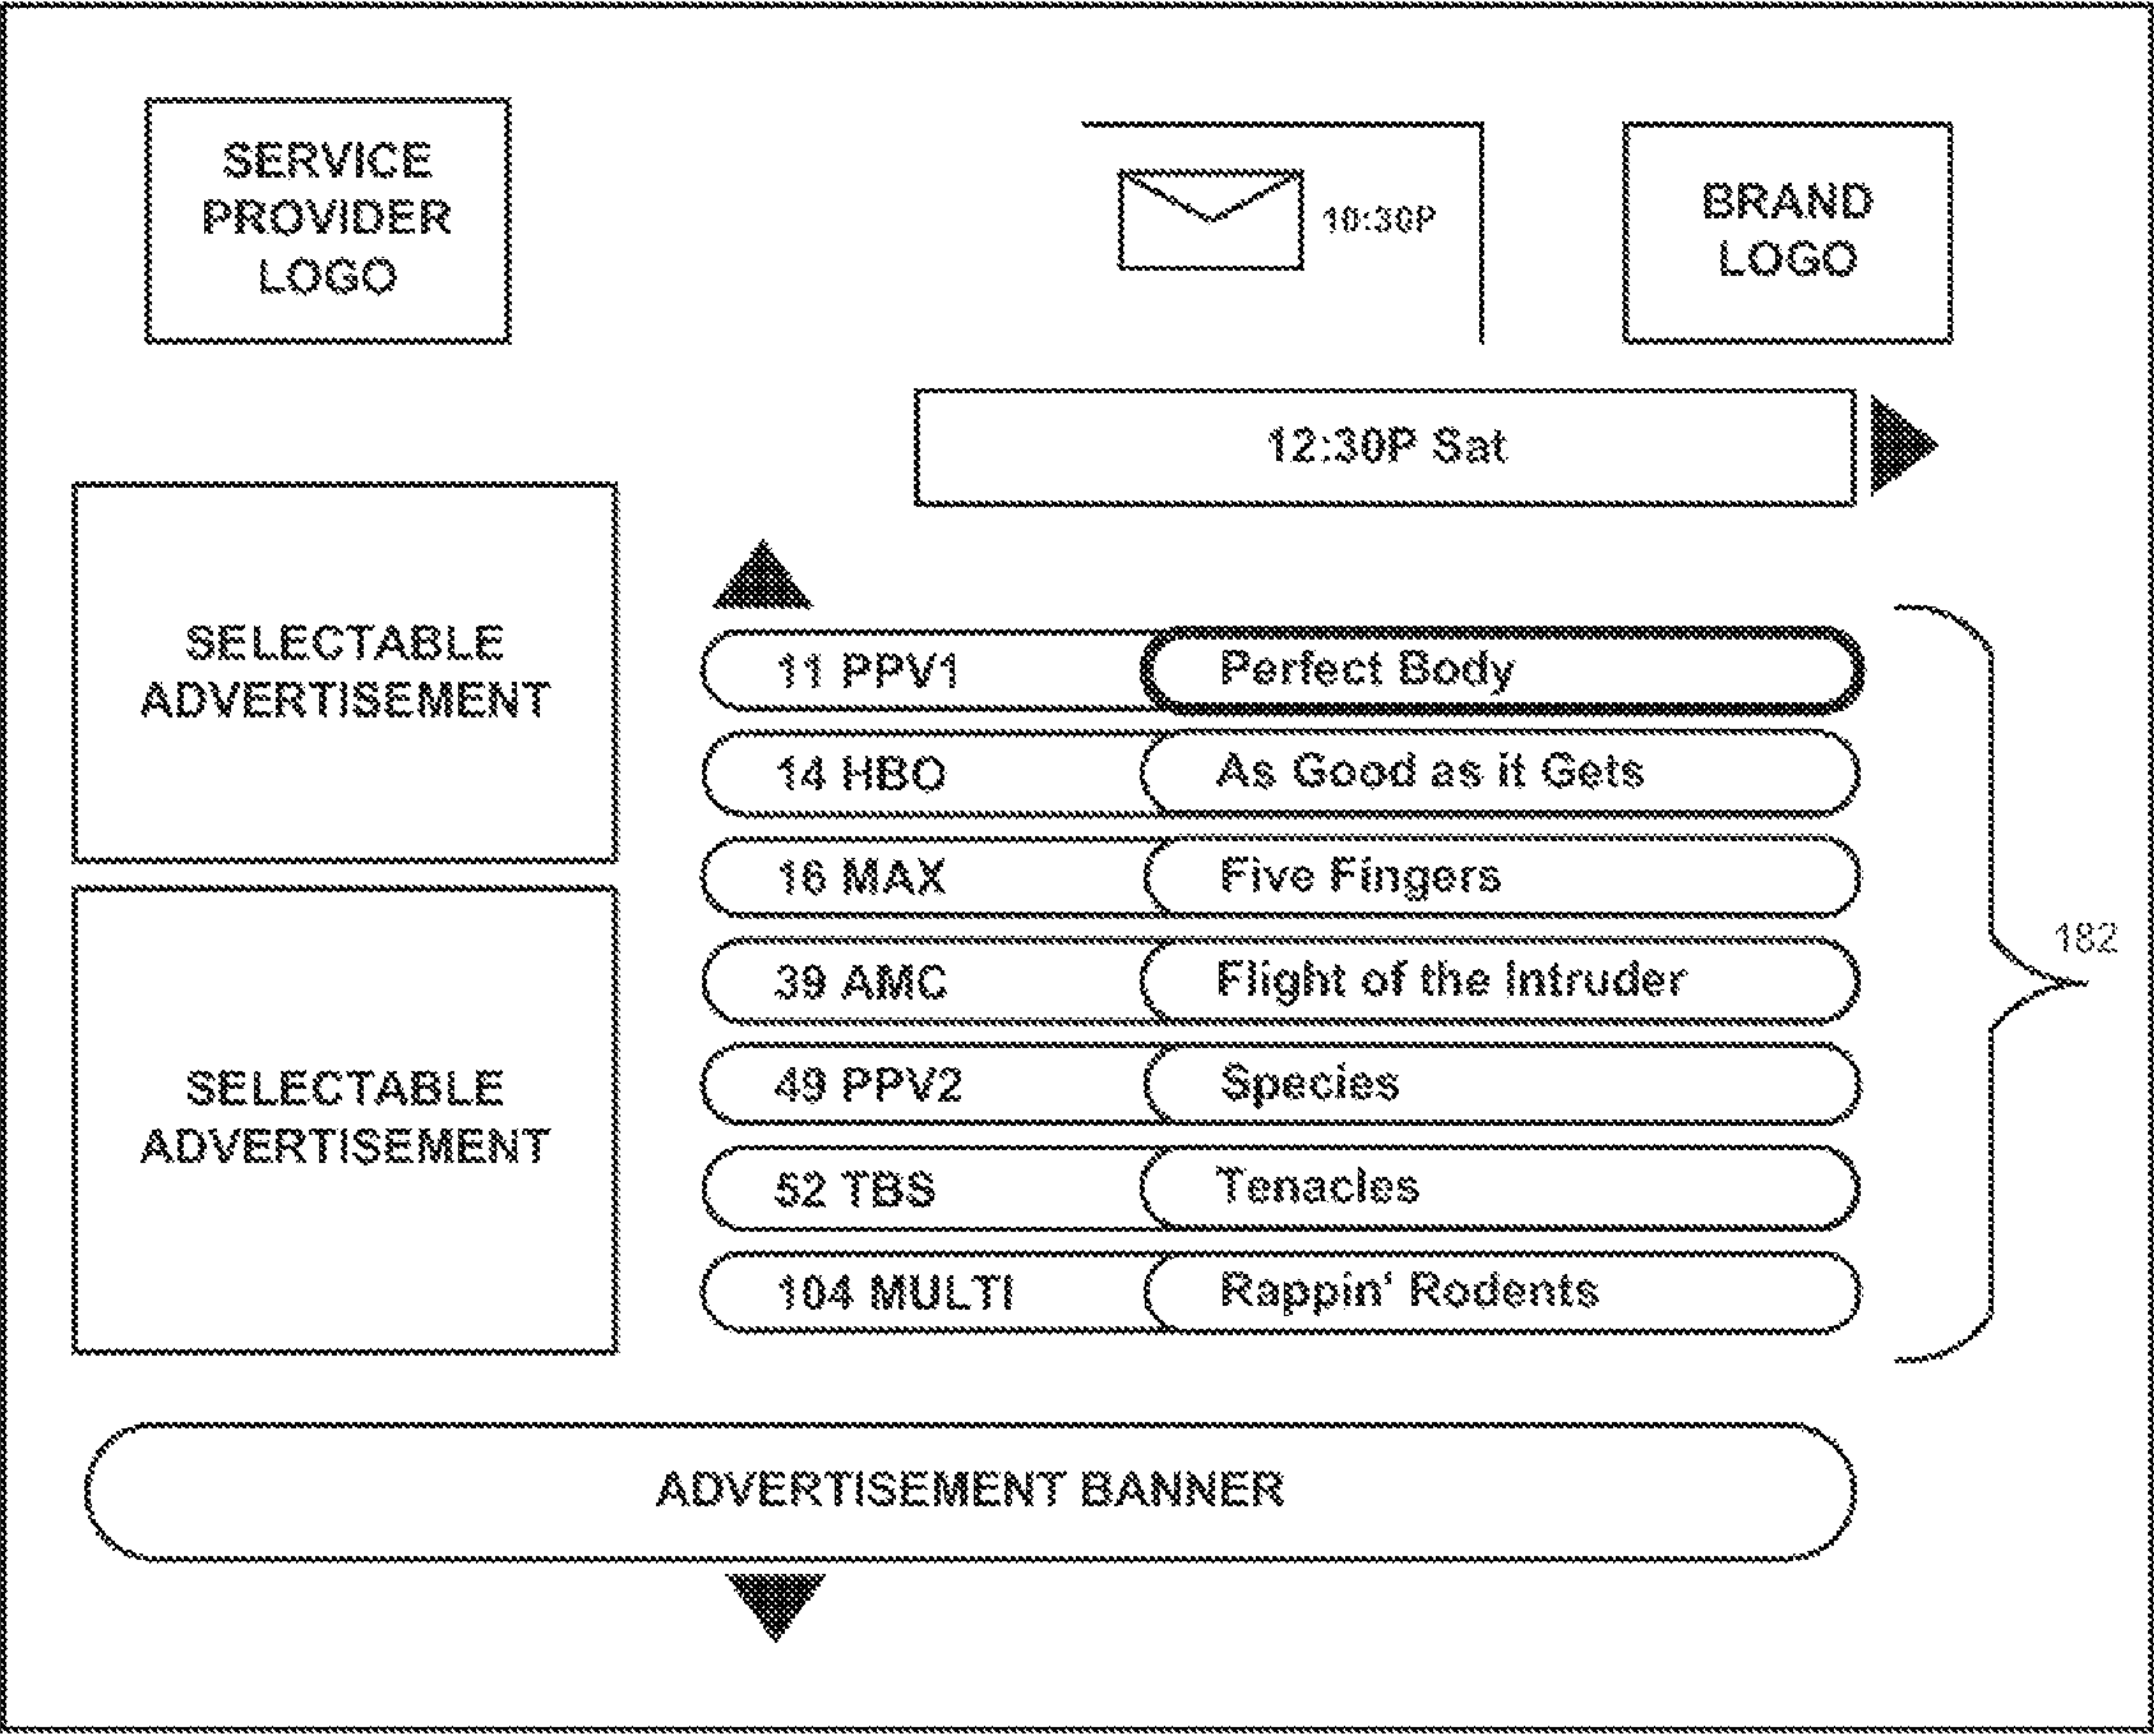 SERVICE
PROVIDER
LOGO
10:30P
BRAND
LOGO
12:30P Sat
SELECTABLE
ADVERTISEMENT
SELECTABLE
ADVERTISEMENT
11 PPV1 Perfect Body
14 HBO As Good as it Gets
16 MAX Five Fingers
39 AMC Flight of the Intruder
49 PPV2 Species
52 TBS Tenacles
104 MULTI Rappin' Rodents
182
ADVERTISEMENT BANNER